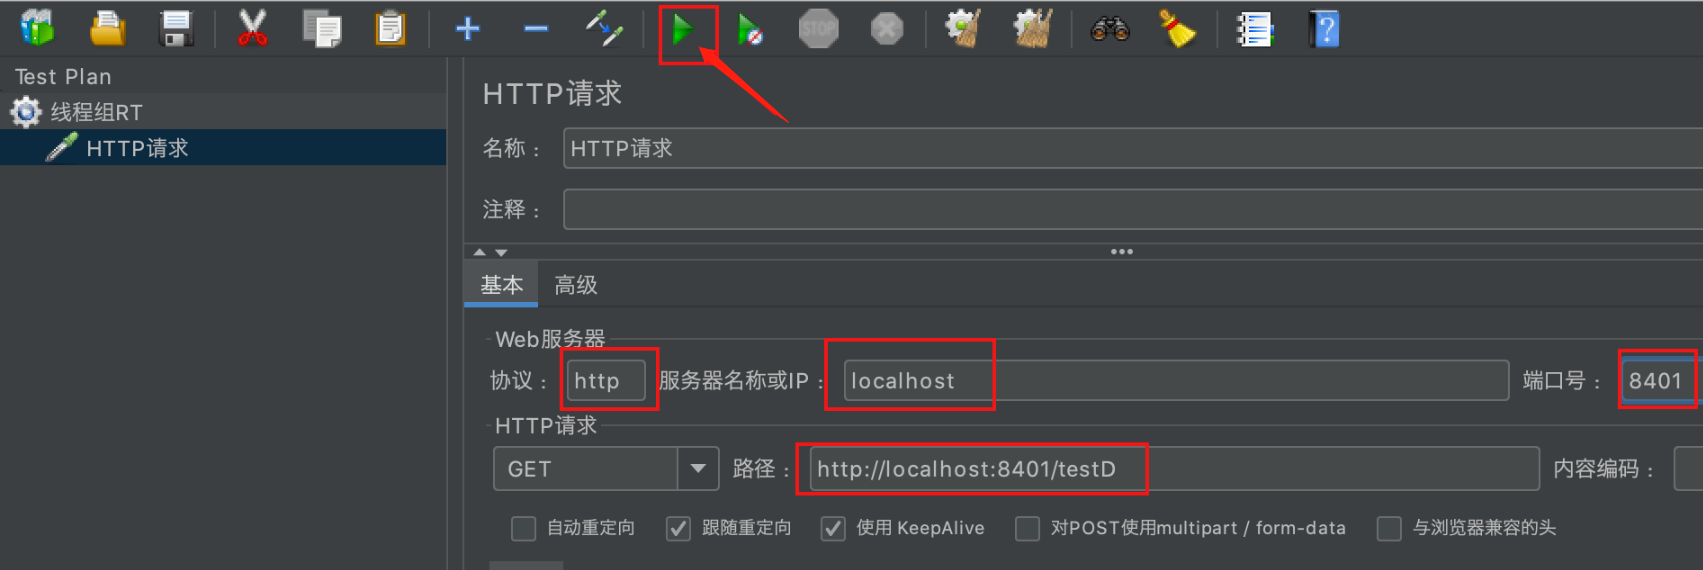 STOP
?
Test Plan
线程组RT
HTTP请求
HTTP请求
名称： HTTP请求
注释：
基本 高级
Web服务器
协议： http 服务器名称或IP： localhost 端口号： 8401
HTTP请求
GET 路径： http://localhost:8401/testD 内容编码：
自动重定向 跟随重定向 使用 KeepAlive 对POST使用multipart / form-data 与浏览器兼容的头